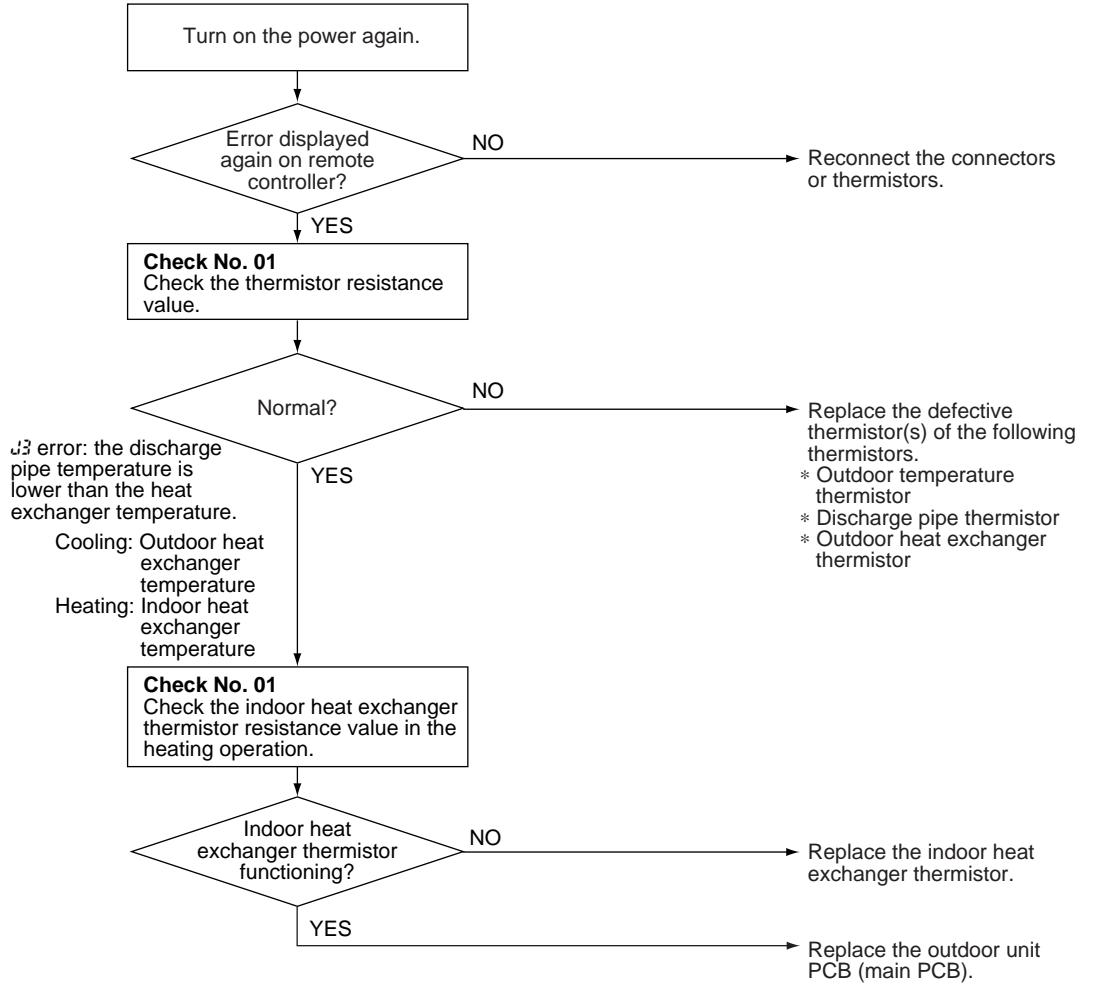 Turn on the power again.
Error displayed
again on remote
controller?
NO
Reconnect the connectors
or thermistors.
YES
Check No. 01
Check the thermistor resistance
value.
Normal?
NO
Replace the defective
thermistor(s) of the following
thermistors.
* Outdoor temperature
thermistor
* Discharge pipe thermistor
* Outdoor heat exchanger
thermistor
YES
J3 error: the discharge
pipe temperature is
lower than the heat
exchanger temperature.
Cooling: Outdoor heat
exchanger
temperature
Heating: Indoor heat
exchanger
temperature
Check No. 01
Check the indoor heat exchanger
thermistor resistance value in the
heating operation.
Indoor heat
exchanger thermistor
functioning?
NO
Replace the indoor heat
exchanger thermistor.
YES
Replace the outdoor unit
PCB (main PCB).